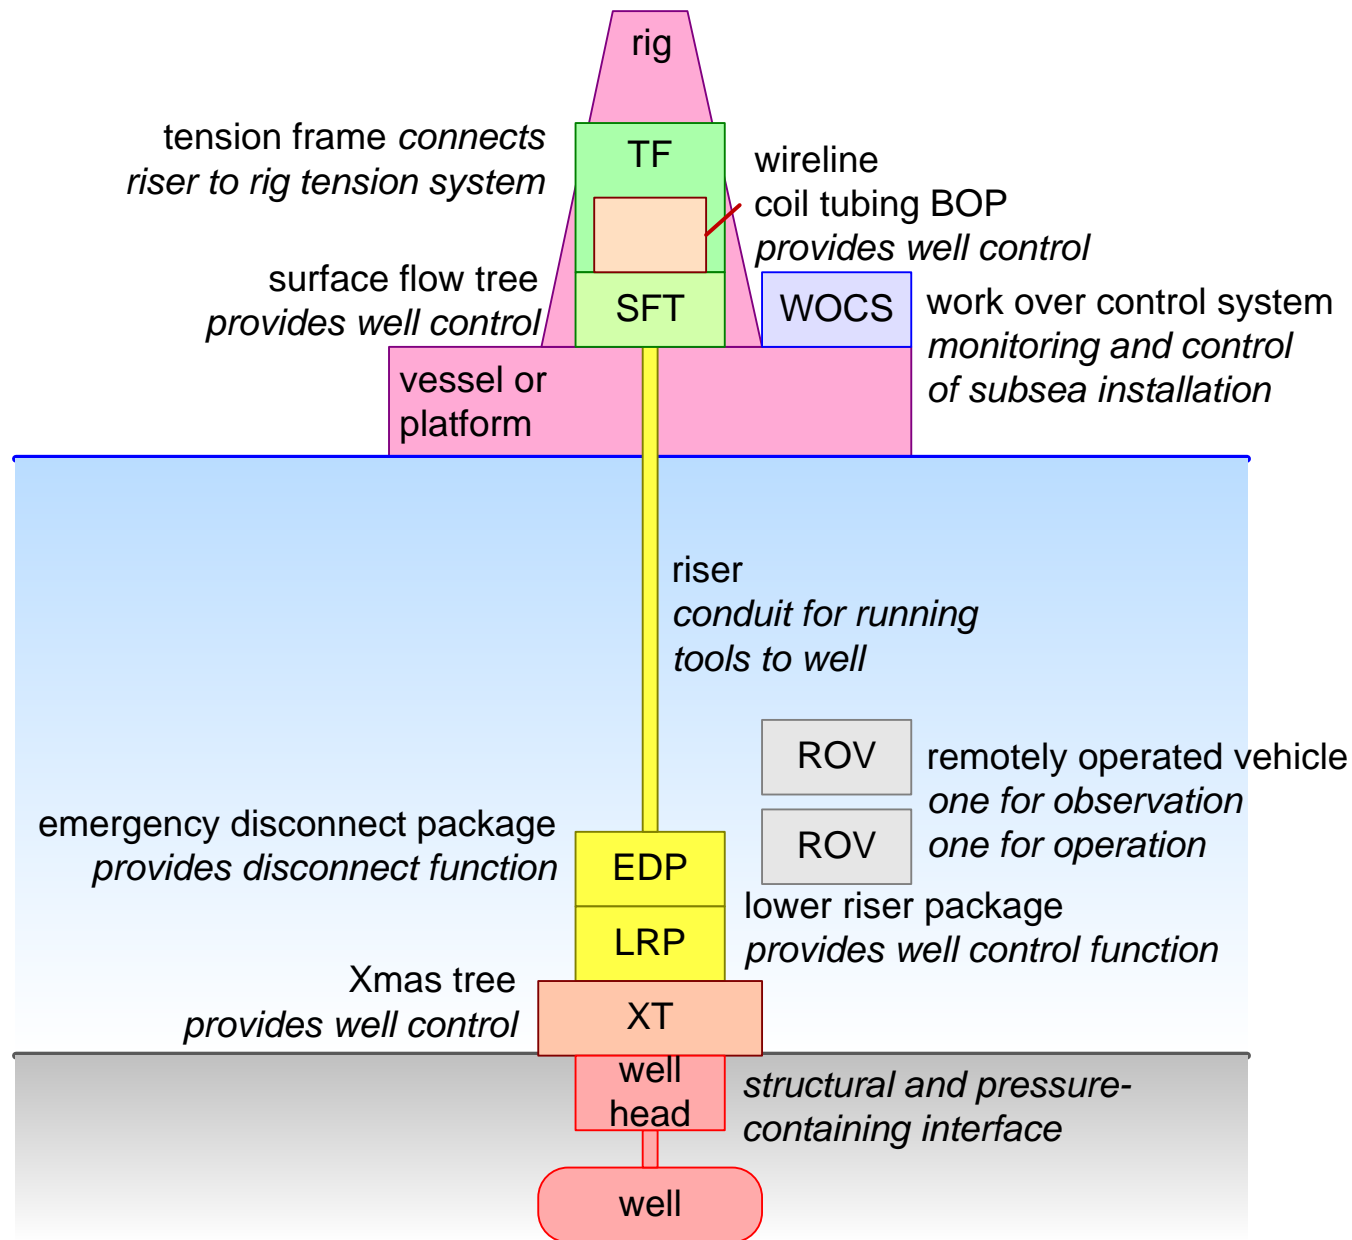 rig
tension frame connects
riser to rig tension system
TF
wireline
coil tubing BOP
provides well control
surface flow tree
provides well control
SFT
WOCS
work over control system
monitoring and control
of subsea installation
vessel or
platform
riser
conduit for running
tools to well
ROV
remotely operated vehicle
one for observation
one for operation
ROV
emergency disconnect package
provides disconnect function
EDP
lower riser package
provides well control function
LRP
Xmas tree
provides well control
XT
well
head
structural and pressure-
containing interface
well